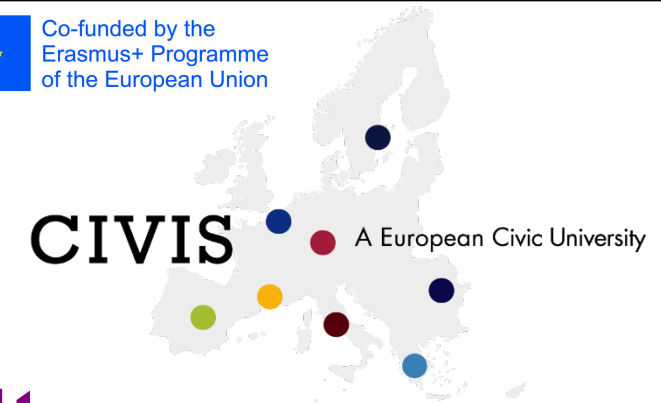 Co-funded by the
Erasmus+ Programme
of the European Union
CIVIS
A European Civic University